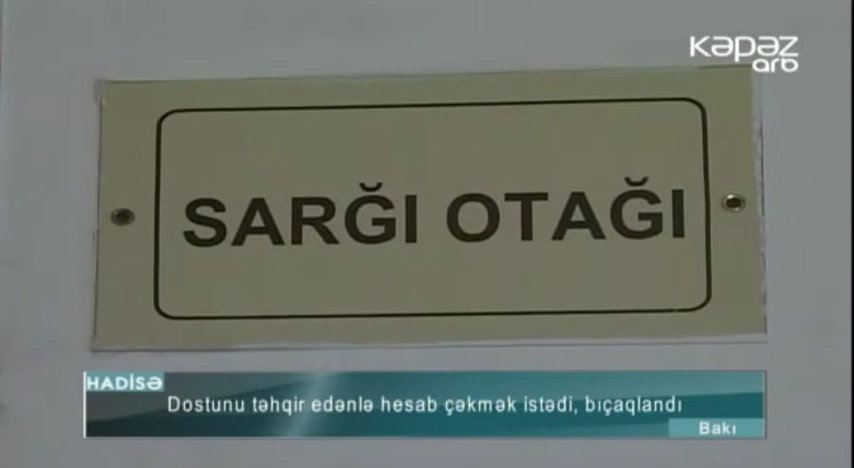 Kəpəz
arb
SARĞI OTAĞI
HADİSƏ
Dostunu təhqir edənlə hesab çəkmək istədi, bıçaqlandı
Bakı